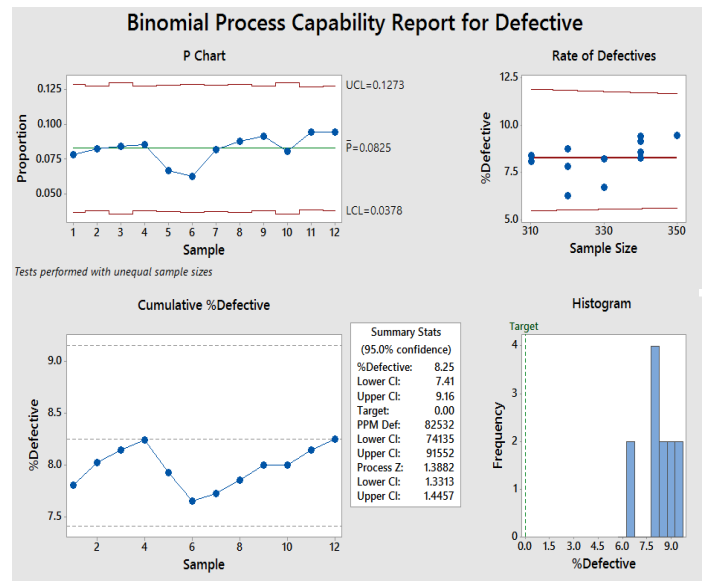 Binomial Process Capability Report for Defective
P Chart
Proportion
0.125
0.100
0.075
0.050
UCL=0.1273
P̄=0.0825
LCL=0.0378
1 2 3 4 5 6 7 8 9 10 11 12
Sample
Tests performed with unequal sample sizes
Rate of Defectives
%Defective
12.5
10.0
7.5
5.0
310 330 350
Sample Size
Cumulative %Defective
%Defective
9.0
8.5
8.0
7.5
2 4 6 8 10 12
Sample
Summary Stats
(95.0% confidence)
%Defective: 8.25
Lower CI: 7.41
Upper CI: 9.16
Target: 0.00
PPM Def: 82532
Lower CI: 74135
Upper CI: 91552
Process Z: 1.3882
Lower CI: 1.3313
Upper CI: 1.4457
Histogram
Target
Frequency
4
3
2
1
0
0.0 1.5 3.0 4.5 6.0 7.5 9.0
%Defective